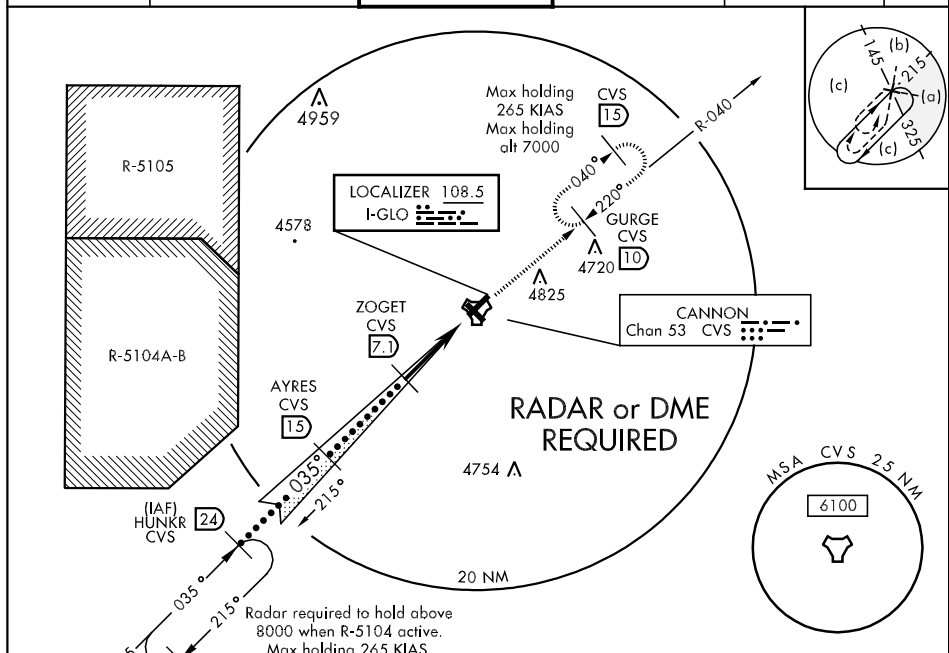 R-5105
R-5104A-B
4959
4578
LOCALIZER 108.5
I-GLO
Max holding
265 KIAS
Max holding
alt 7000
CVS
15
R-040
040°
220°
GURGE
CVS
10
4720
4825
CANNON
Chan 53 CVS
ZOGET
CVS
7.1
AYRES
CVS
15
035°
215°
RADAR or DME
REQUIRED
4754
(IAF)
HUNKR
CVS
24
035°
215°
20 NM
Radar required to hold above
8000 when R-5104 active.
Max holding 265 KIAS
MSA CVS 25 NM
6100
145
(b)
215
(c)
(a)
(c)
325